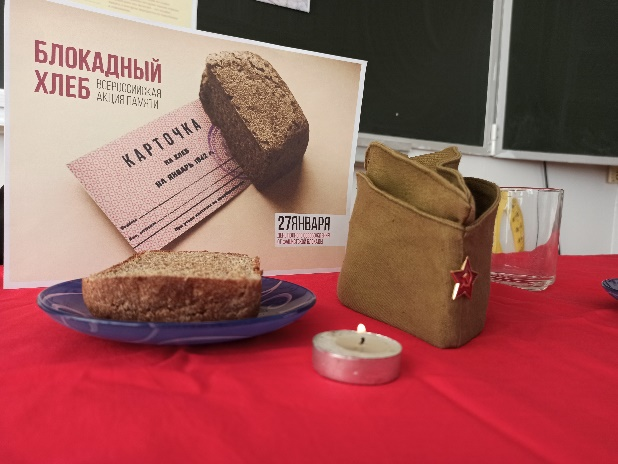 БЛОКАДНЫЙ
ХЛЕБ
ВСЕРОССИЙСКАЯ
АКЦИЯ ПАМЯТИ
КАРТОЧКА
НА ХЛЕБ
НА ЯНВАРЬ 1942 г.
27ЯНВАРЯ